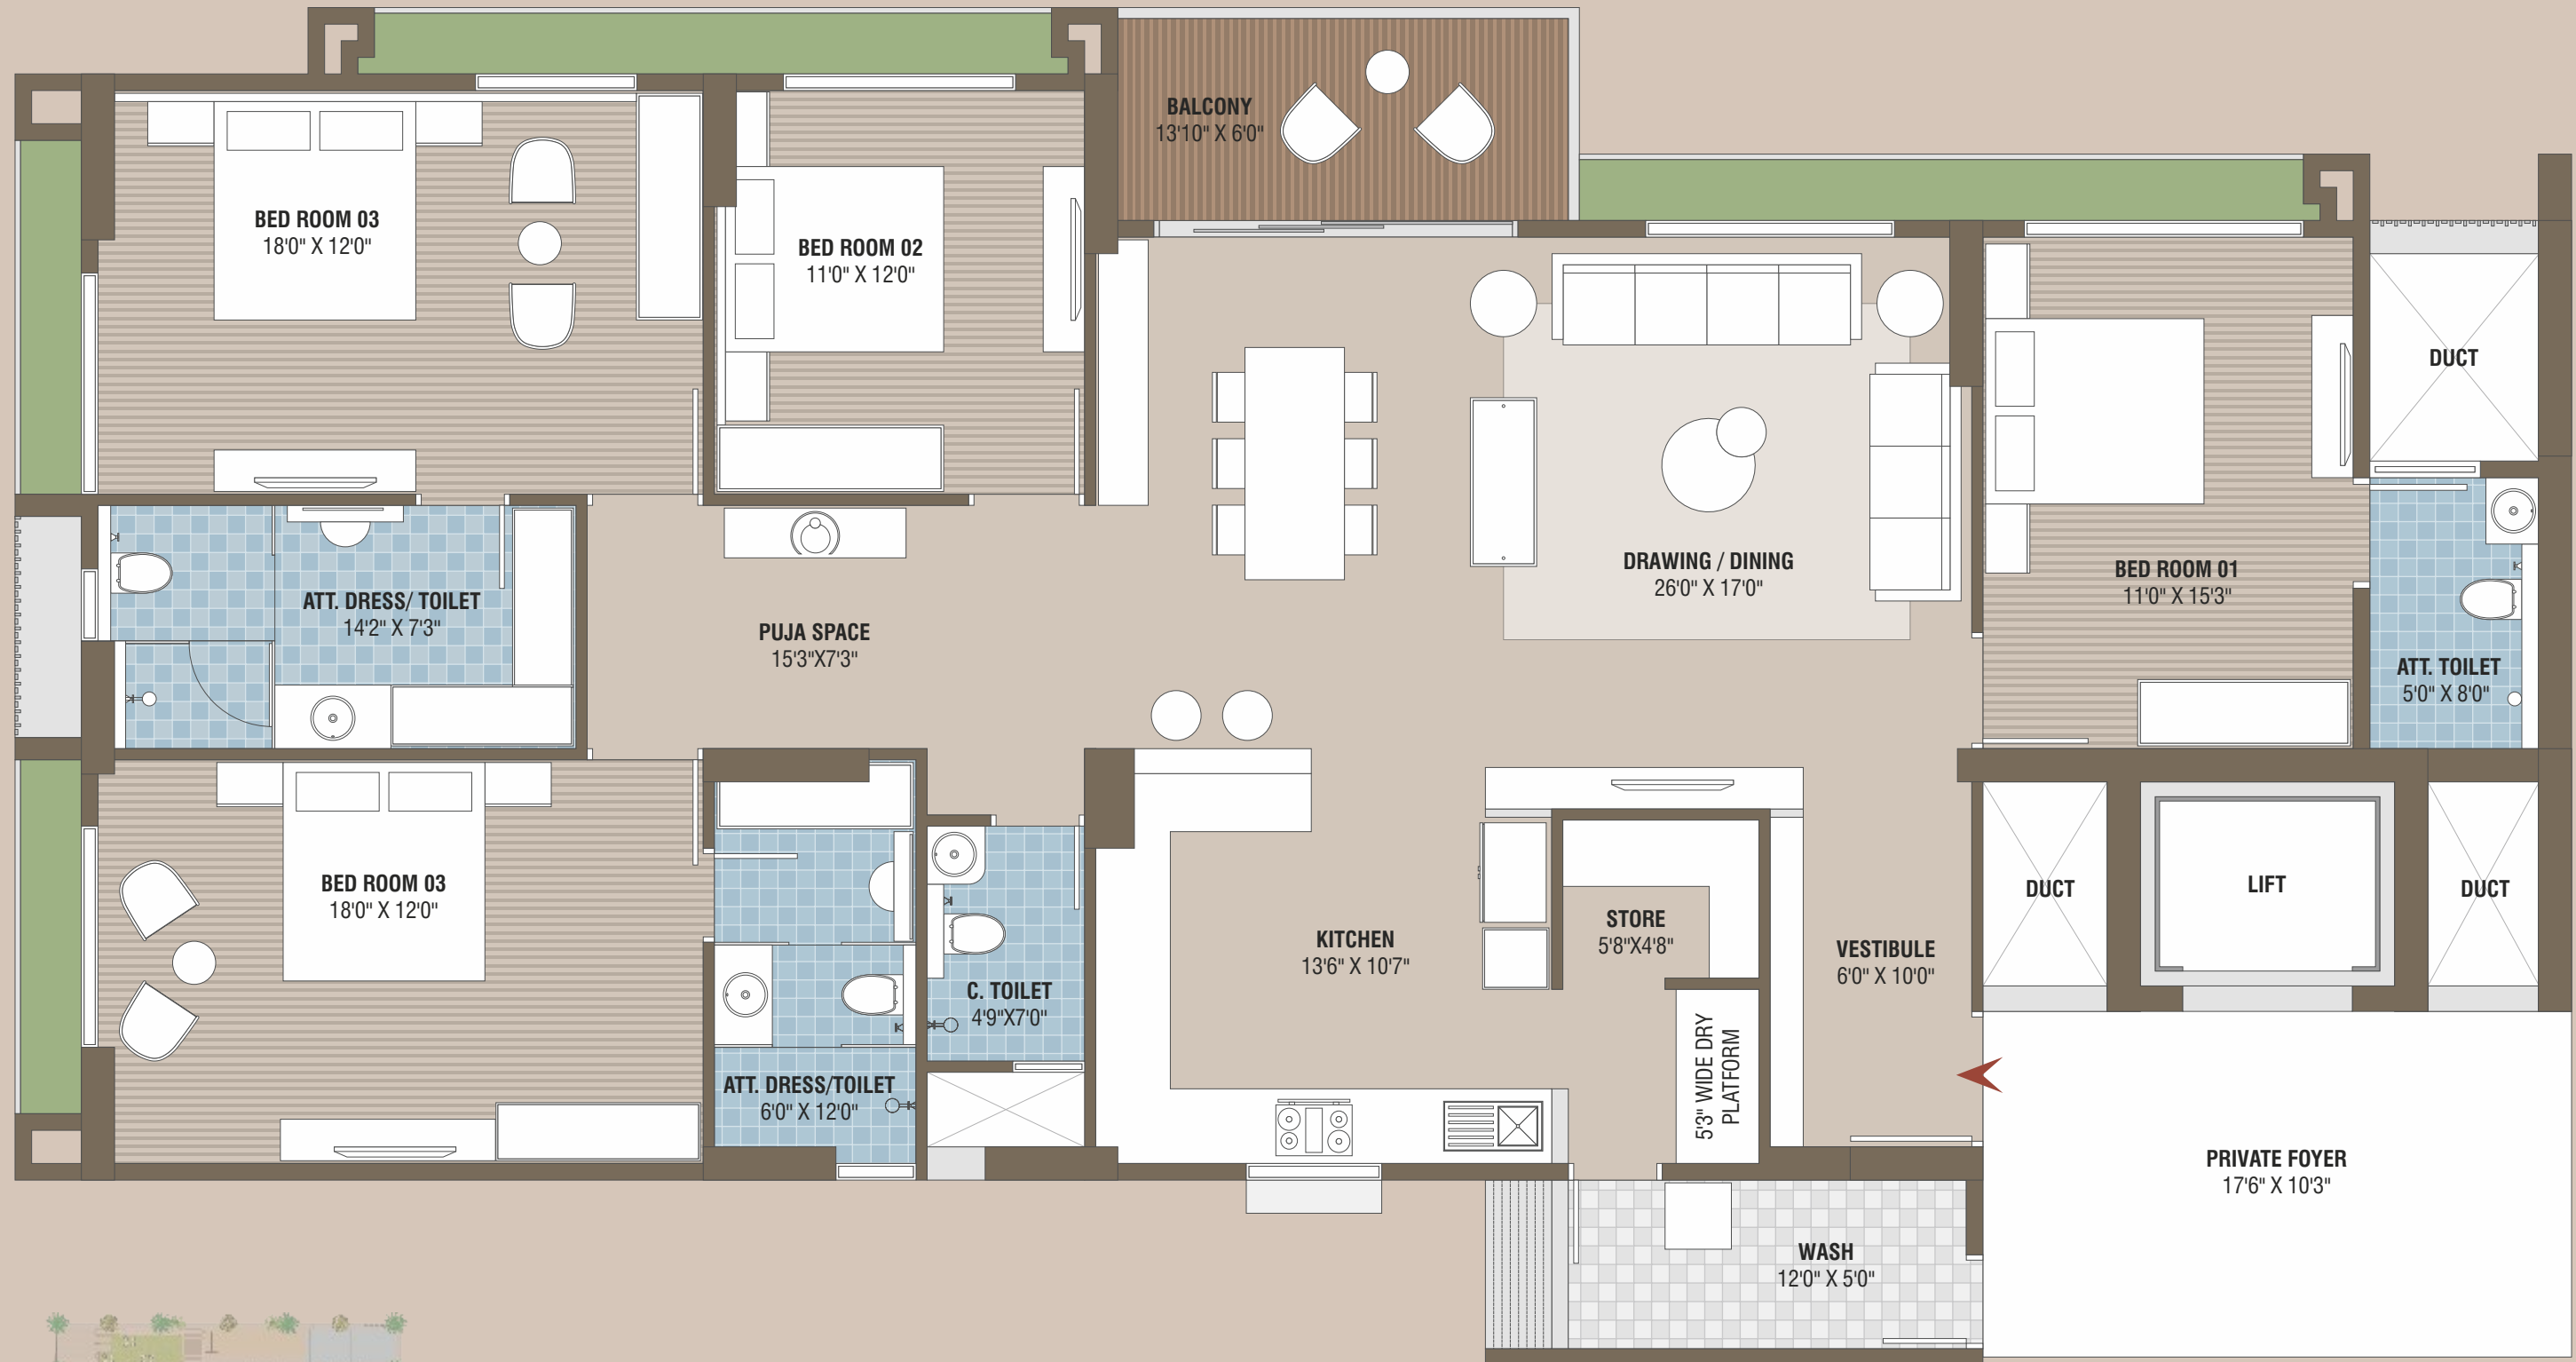 BALCONY
13'10" X 6'0"
BED ROOM 03
18'0" X 12'0"
BED ROOM 02
11'0" X 12'0"
DUCT
DRAWING / DINING
26'0" X 17'0"
BED ROOM 01
11'0" X 15'3"
ATT. DRESS/ TOILET
14'2" X 7'3"
PUJA SPACE
15'3"X7'3"
ATT. TOILET
5'0" X 8'0"
BED ROOM 03
18'0" X 12'0"
KITCHEN
13'6" X 10'7"
STORE
5'8"X4'8"
VESTIBULE
6'0" X 10'0"
DUCT
LIFT
DUCT
C. TOILET
4'9"X7'0"
ATT. DRESS/TOILET
6'0" X 12'0"
5'3" WIDE DRY
PLATFORM
PRIVATE FOYER
17'6" X 10'3"
WASH
12'0" X 5'0"